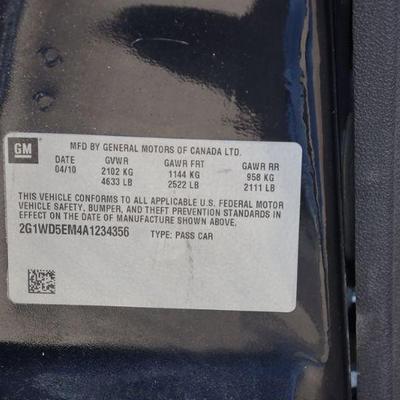 GM
MFD BY GENERAL MOTORS OF CANADA LTD.
DATE GVWR GAWR FRT GAWR RR
04/10 2102 KG 1144 KG 958 KG
4633 LB 2522 LB 2111 LB
THIS VEHICLE CONFORMS TO ALL APPLICABLE U.S. FEDERAL MOTOR
VEHICLE SAFETY, BUMPER, AND THEFT PREVENTION STANDARDS
IN EFFECT ON THE DATE OF MANUFACTURE SHOWN ABOVE.
2G1WD5EM4A1234356 TYPE: PASS CAR